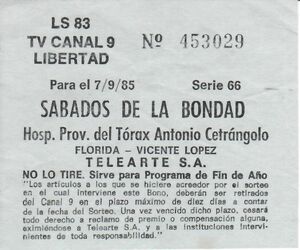 LS 83
TV CANAL 9
LIBERTAD
Nº 453029
Para el 7/9/85 Serie 66
SABADOS DE LA BONDAD
Hosp. Prov. del Tórax Antonio Cetrángolo
FLORIDA - VICENTE LOPEZ
TELEARTE S.A.
NO LO TIRE. Sirve para Programa de Fin de Año
"Los artículos a los que se hiciere acreedor por el sorteo
en el cual interviene este Bono, deberán ser retirados
del Canal 9 en el plazo máximo de diez días a contar
de la fecha del Sorteo. Una vez vencido dicho plazo, cesará
todo derecho a reclamo de premio o compensación alguna,
eximiéndose a Telearte S.A. y a las instituciones Intervi-
nientes de toda responsabilidad."